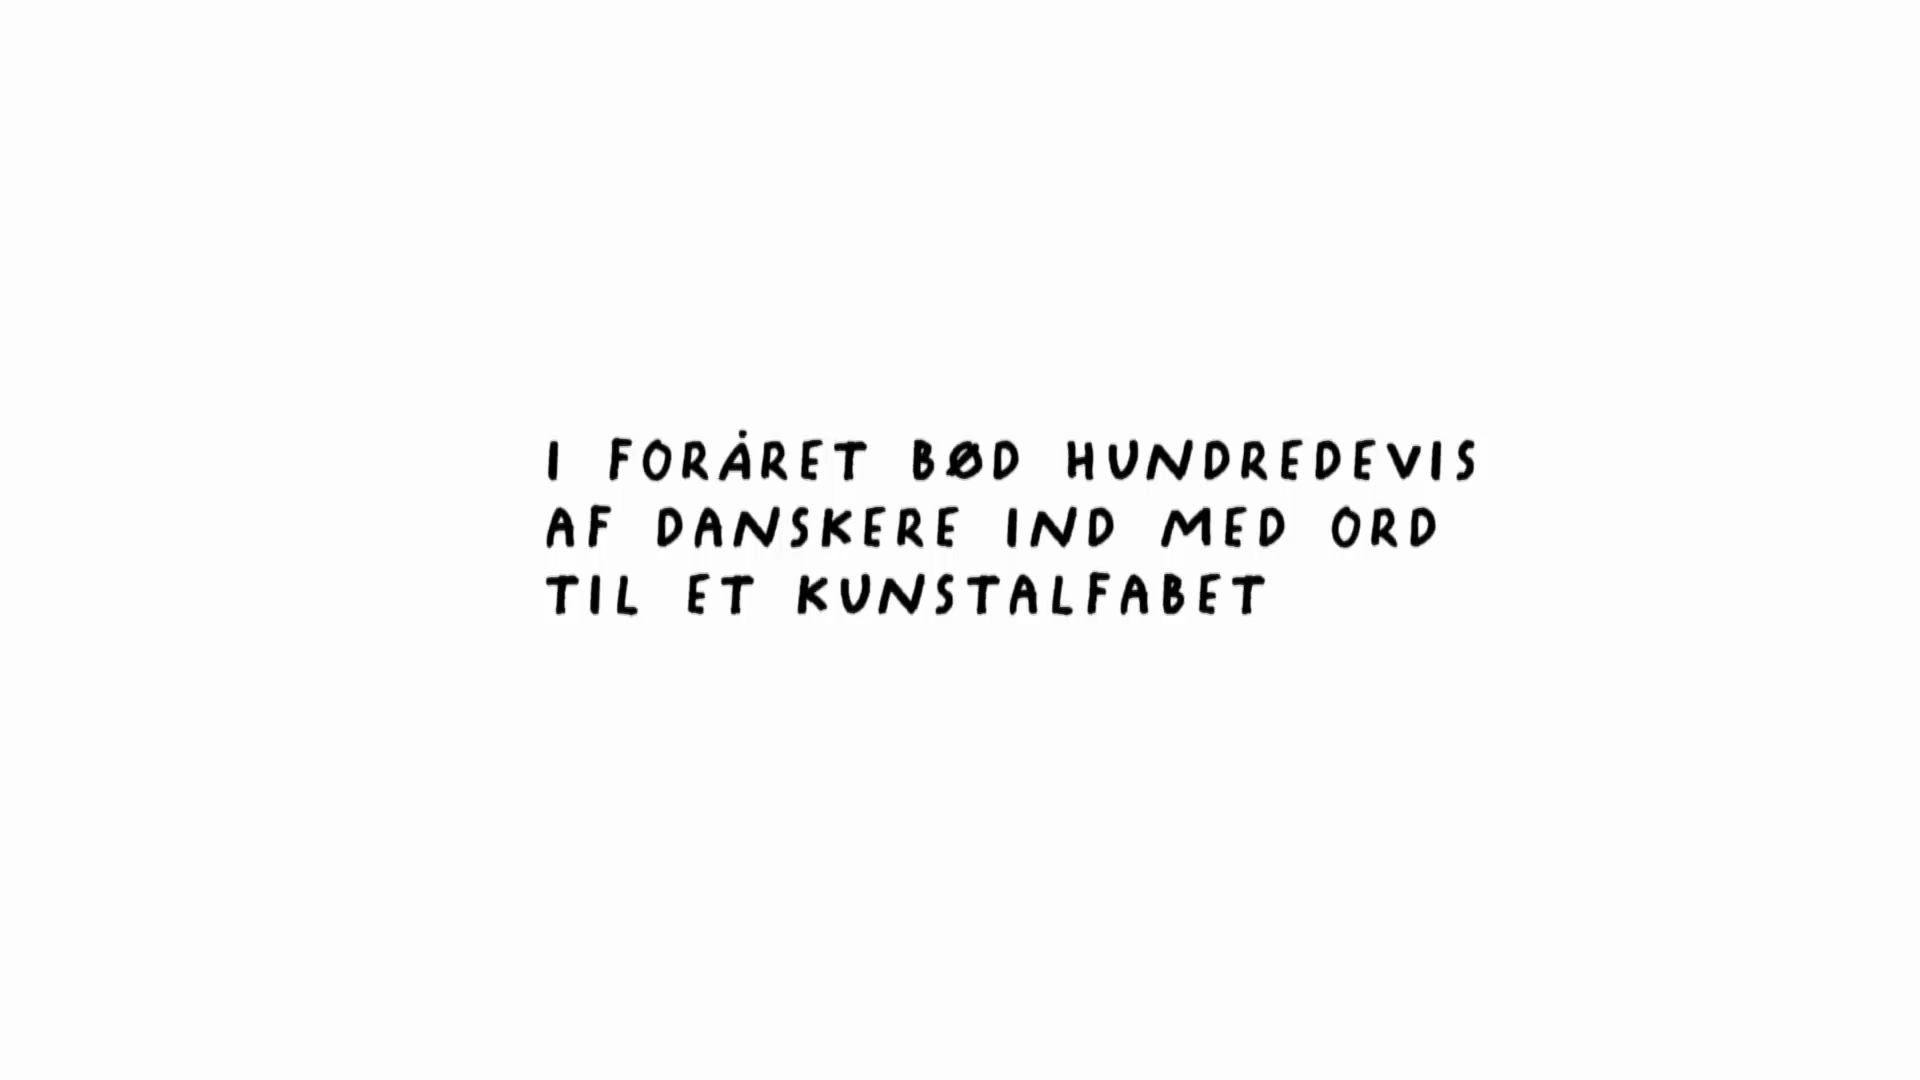 I FORÅRET BØD HUNDREDEVIS
AF DANSKERE IND MED ORD
TIL ET KUNSTALFABET